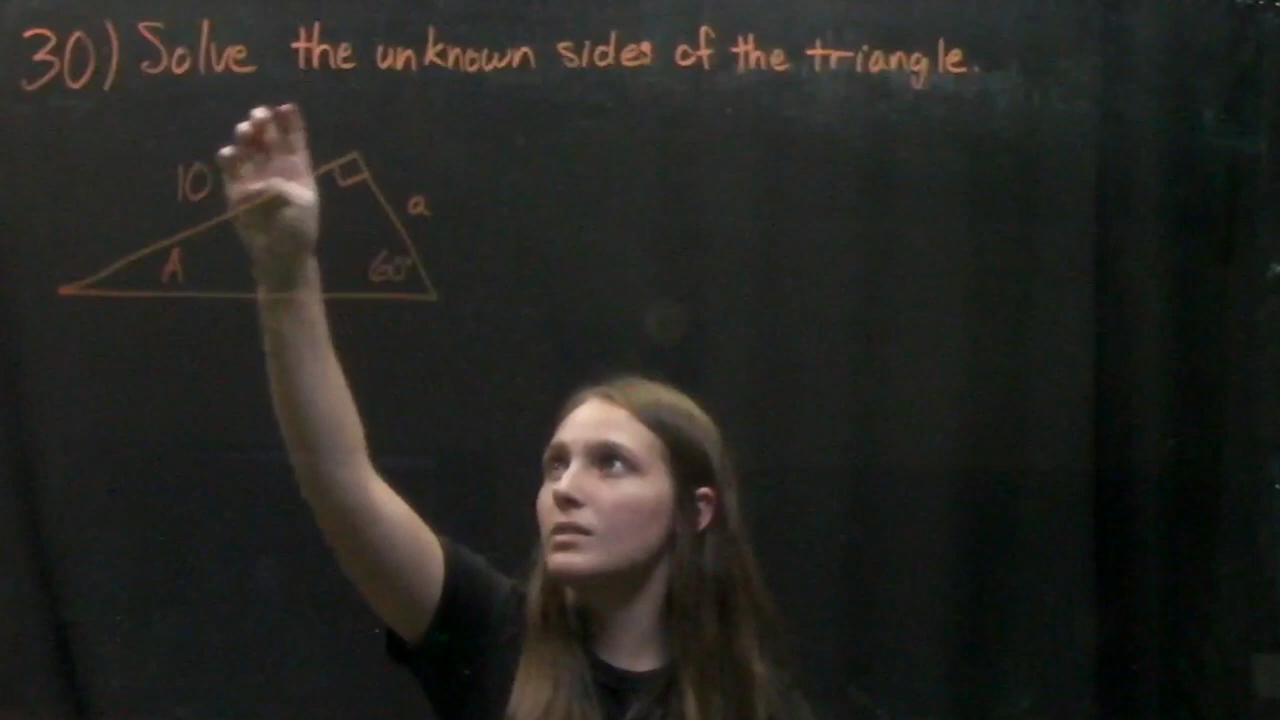 30) Solve the unknown sides of the triangle.
10
a
A
60°